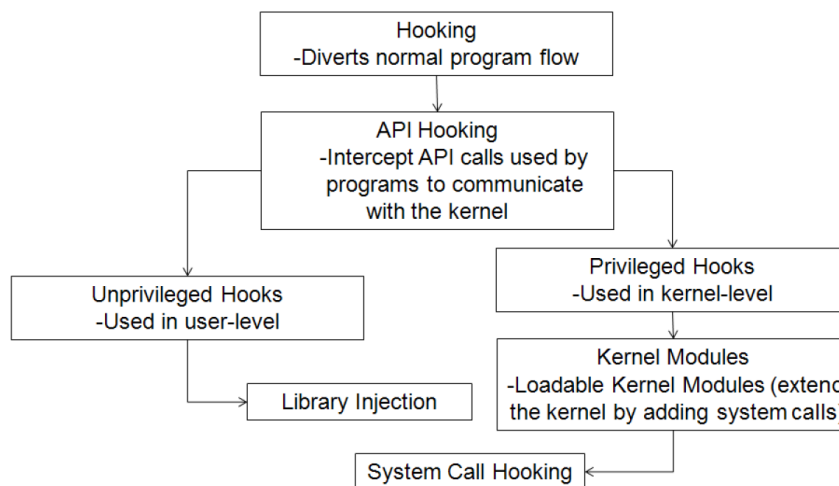 Hooking
-Diverts normal program flow
API Hooking
-Intercept API calls used by
programs to communicate
with the kernel
Unprivileged Hooks
-Used in user-level
Privileged Hooks
-Used in kernel-level
Library Injection
Kernel Modules
-Loadable Kernel Modules (extend
the kernel by adding system calls)
System Call Hooking